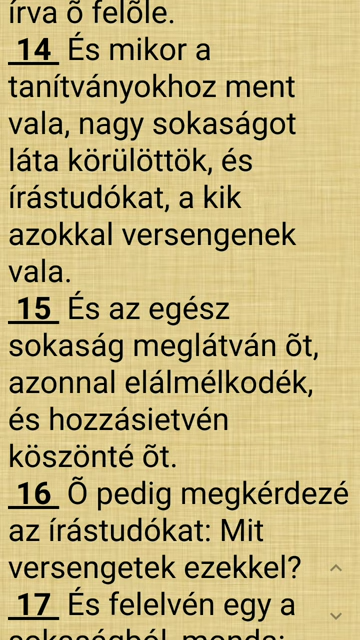 írva õ felõle.
14 És mikor a
tanítványokhoz ment
vala, nagy sokaságot
láta körülöttök, és
írástudókat, a kik
azokkal versengenek
vala.
15 És az egész
sokaság meglátván õt,
azonnal elálmélkodék,
és hozzásietvén
köszönté õt.
16 Õ pedig megkérdezé
az írástudókat: Mit
versengetek ezekkel?
17 És felelvén egy a
sokaságból, monda: